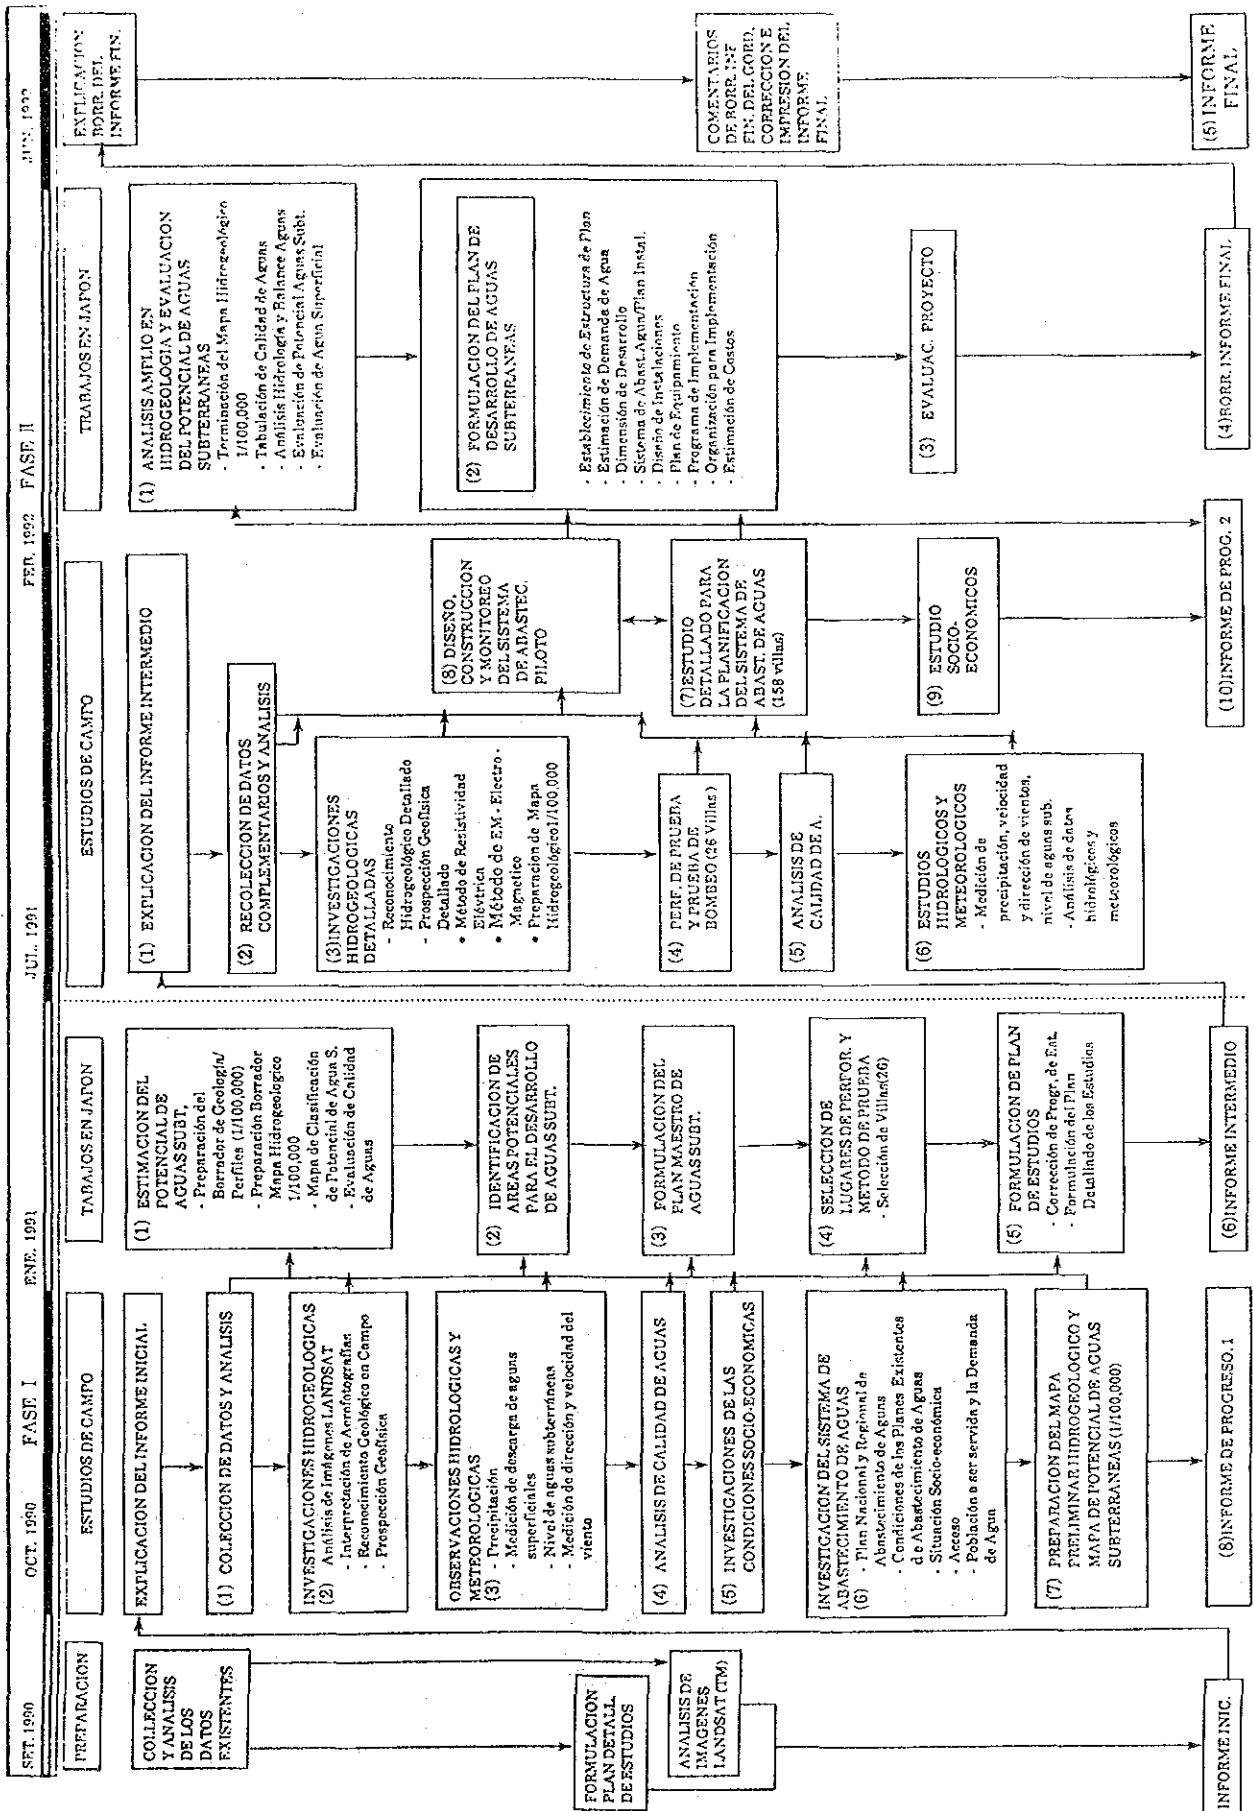 SET.1990
OCT. 1990
FASE I
ENE. 1991
JUL. 1991
FEB. 1992
FASE II
JUN. 1992
PREPARACION
COLLECCION
Y ANALISIS
DE LOS
DATOS
EXISTENTES
FORMULACION
PLAN DETALL.
DE ESTUDIOS
ANALISIS DE
IMAGENES
LANDSAT (TM)
INFORME INIC.
ESTUDIOS DE CAMPO
EXPLICACION DEL INFORME INICIAL
(1) COLECCION DE DATOS Y ANALISIS
INVESTIGACIONES HIDROGEOLOGICAS
(2) Análisis de Imágenes LANDSAT
- Interpretación de Aerofotografías
- Reconocimiento Geológico en Campo
- Prospección Geofísica
OBSERVACIONES HIDROLOGICAS Y
METEOROLOGICAS
(3) - Precipitación
- Medición de descarga de aguas
superficiales
- Nivel de aguas subterráneas
- Medición de dirección y velocidad del
viento
(4) ANALISIS DE CALIDAD DE AGUAS
(5) INVESTIGACIONES DE LAS
CONDICIONES SOCIO-ECONOMICAS
INVESTIGACION DEL SISTEMA DE
ABASTECIMIENTO DE AGUAS
(6) - Plan Nacional y Regional de
Abastecimiento de Aguas
- Condiciones de los Planes Existentes
de Abastecimiento de Aguas
- Situación Socio-económica
- Acceso
- Población a ser servida y la Demanda
de Agua
(7) PREPARACION DEL MAPA
PRELIMINAR HIDROGEOLOGICO Y
MAPA DE POTENCIAL DE AGUAS
SUBTERRANEAS (1/100,000)
(8)INFORME DE PROGRESO.1
TABAJOS EN JAPON
(1) ESTIMACION DEL
POTENCIAL DE
AGUAS SUBT,
- Preparación del
Borrador de Geología/
Perfiles (1/100,000)
- Preparación Borrador
Mapa Hidrogeologico
1/100,000
- Mapa de Clasificación
de Potencial de Agua S.
- Evaluación de Calidad
de Aguas
(2) IDENTIFICACION DE
AREAS POTENCIALES
PARA EL DESARROLLO
DE AGUAS SUBT.
(3) FORMULACION DEL
PLAN MAESTRO DE
AGUAS SUBT.
(4) SELECCION DE
LUGARES DE PERFOR. Y
METODO DE PRUEBA
- Selección de Villas(26)
(5) FORMULACION DE PLAN
DE ESTUDIOS
- Corrección de Progr. de Est.
- Formulación del Plan
Detallado de los Estudios
(6)INFORME INTERMEDIO
ESTUDIOS DE CAMPO
(1) EXPLICACION DEL INFORME INTERMEDIO
(2) RECOLECCION DE DATOS
COMPLEMENTARIOS Y ANALISIS
(3)INVESTIGACIONES
HIDROGEOLOGICAS
DETALLADAS
- Reconocimiento
Hidrogeológico Detallado
- Prospección Geofísica
Detallado
• Método de Resistividad
Elévtrica
• Método de EM - Electro -
Magnetico
• Preparacion de Mapa
Hidrogeológico1/100,000
(4) PERF. DE PRUEBA
Y PRUEBA DE
BOMBEO (26 Villas)
(5) ANALISIS DE
CALIDAD DE A.
(6) ESTUDIOS
HIDROLOGICOS Y
METEOROLOGICOS
- Medición de
precipitación, velocidad
y dirección de vientos,
nivel de aguas sub.
- Análisis de datos
hidrológicos y
meteorológicos
(8) DISEÑO,
CONSTRUCCION
Y MONITOREO
DEL SISTEMA
DE ABASTEC.
PILOTO
(7)ESTUDIO
DETALLADO PARA
LA PLANIFICACION
DEL SISTEMA DE
ABAST. DE AGUAS
(158 villas)
(9) ESTUDIO
SOCIO-
ECONOMICOS
(10)INFORME DE PROG. 2
TRABAJOS EN JAPON
(1) ANALISIS AMPLIO EN
HIDROGEOLOGIA Y EVALUACION
DEL POTENCIAL DE AGUAS
SUBTERRANEAS
- Terminación del Mapa Hidrogeológico
1/100,000
- Tabulación de Calidad de Aguas
- Análisis Hidrología y Balance Aguas
- Evaluación de Potencial Aguas Subt.
- Evaluación de Agua Superficial
(2) FORMULACION DEL PLAN DE
DESARROLLO DE AGUAS
SUBTERRANEAS
- Establecimiento de Estructura de Plan
- Estimación de Demanda de Agua
- Dimensión de Desarrollo
- Sistema de Abast.Agua/Plan Instal.
- Diseño de Instalaciones
- Plan de Equipamiento
- Programa de Implementación
- Organización para Implementación
- Estimación de Costos
(3) EVALUAC. PROYECTO
(4)BORR. INFORME FINAL
EXPLICACION
BORR. DEL
INFORME FIN.
COMENTARIOS
DE BORR. INF
FIN. DEL GORD.
CORRECCION E
IMPRESION DEL
INFORME
FINAL
(5) INFORME
FINAL